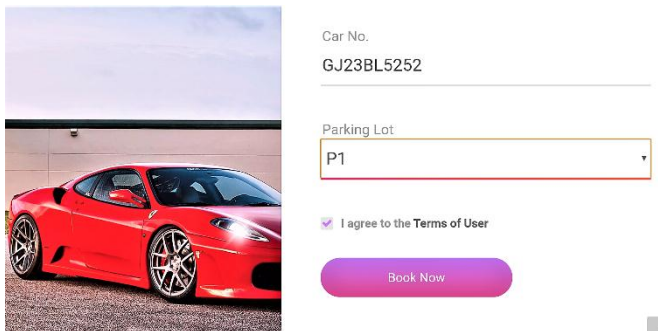 Car No.
GJ23BL5252
Parking Lot
P1
I agree to the Terms of User
Book Now